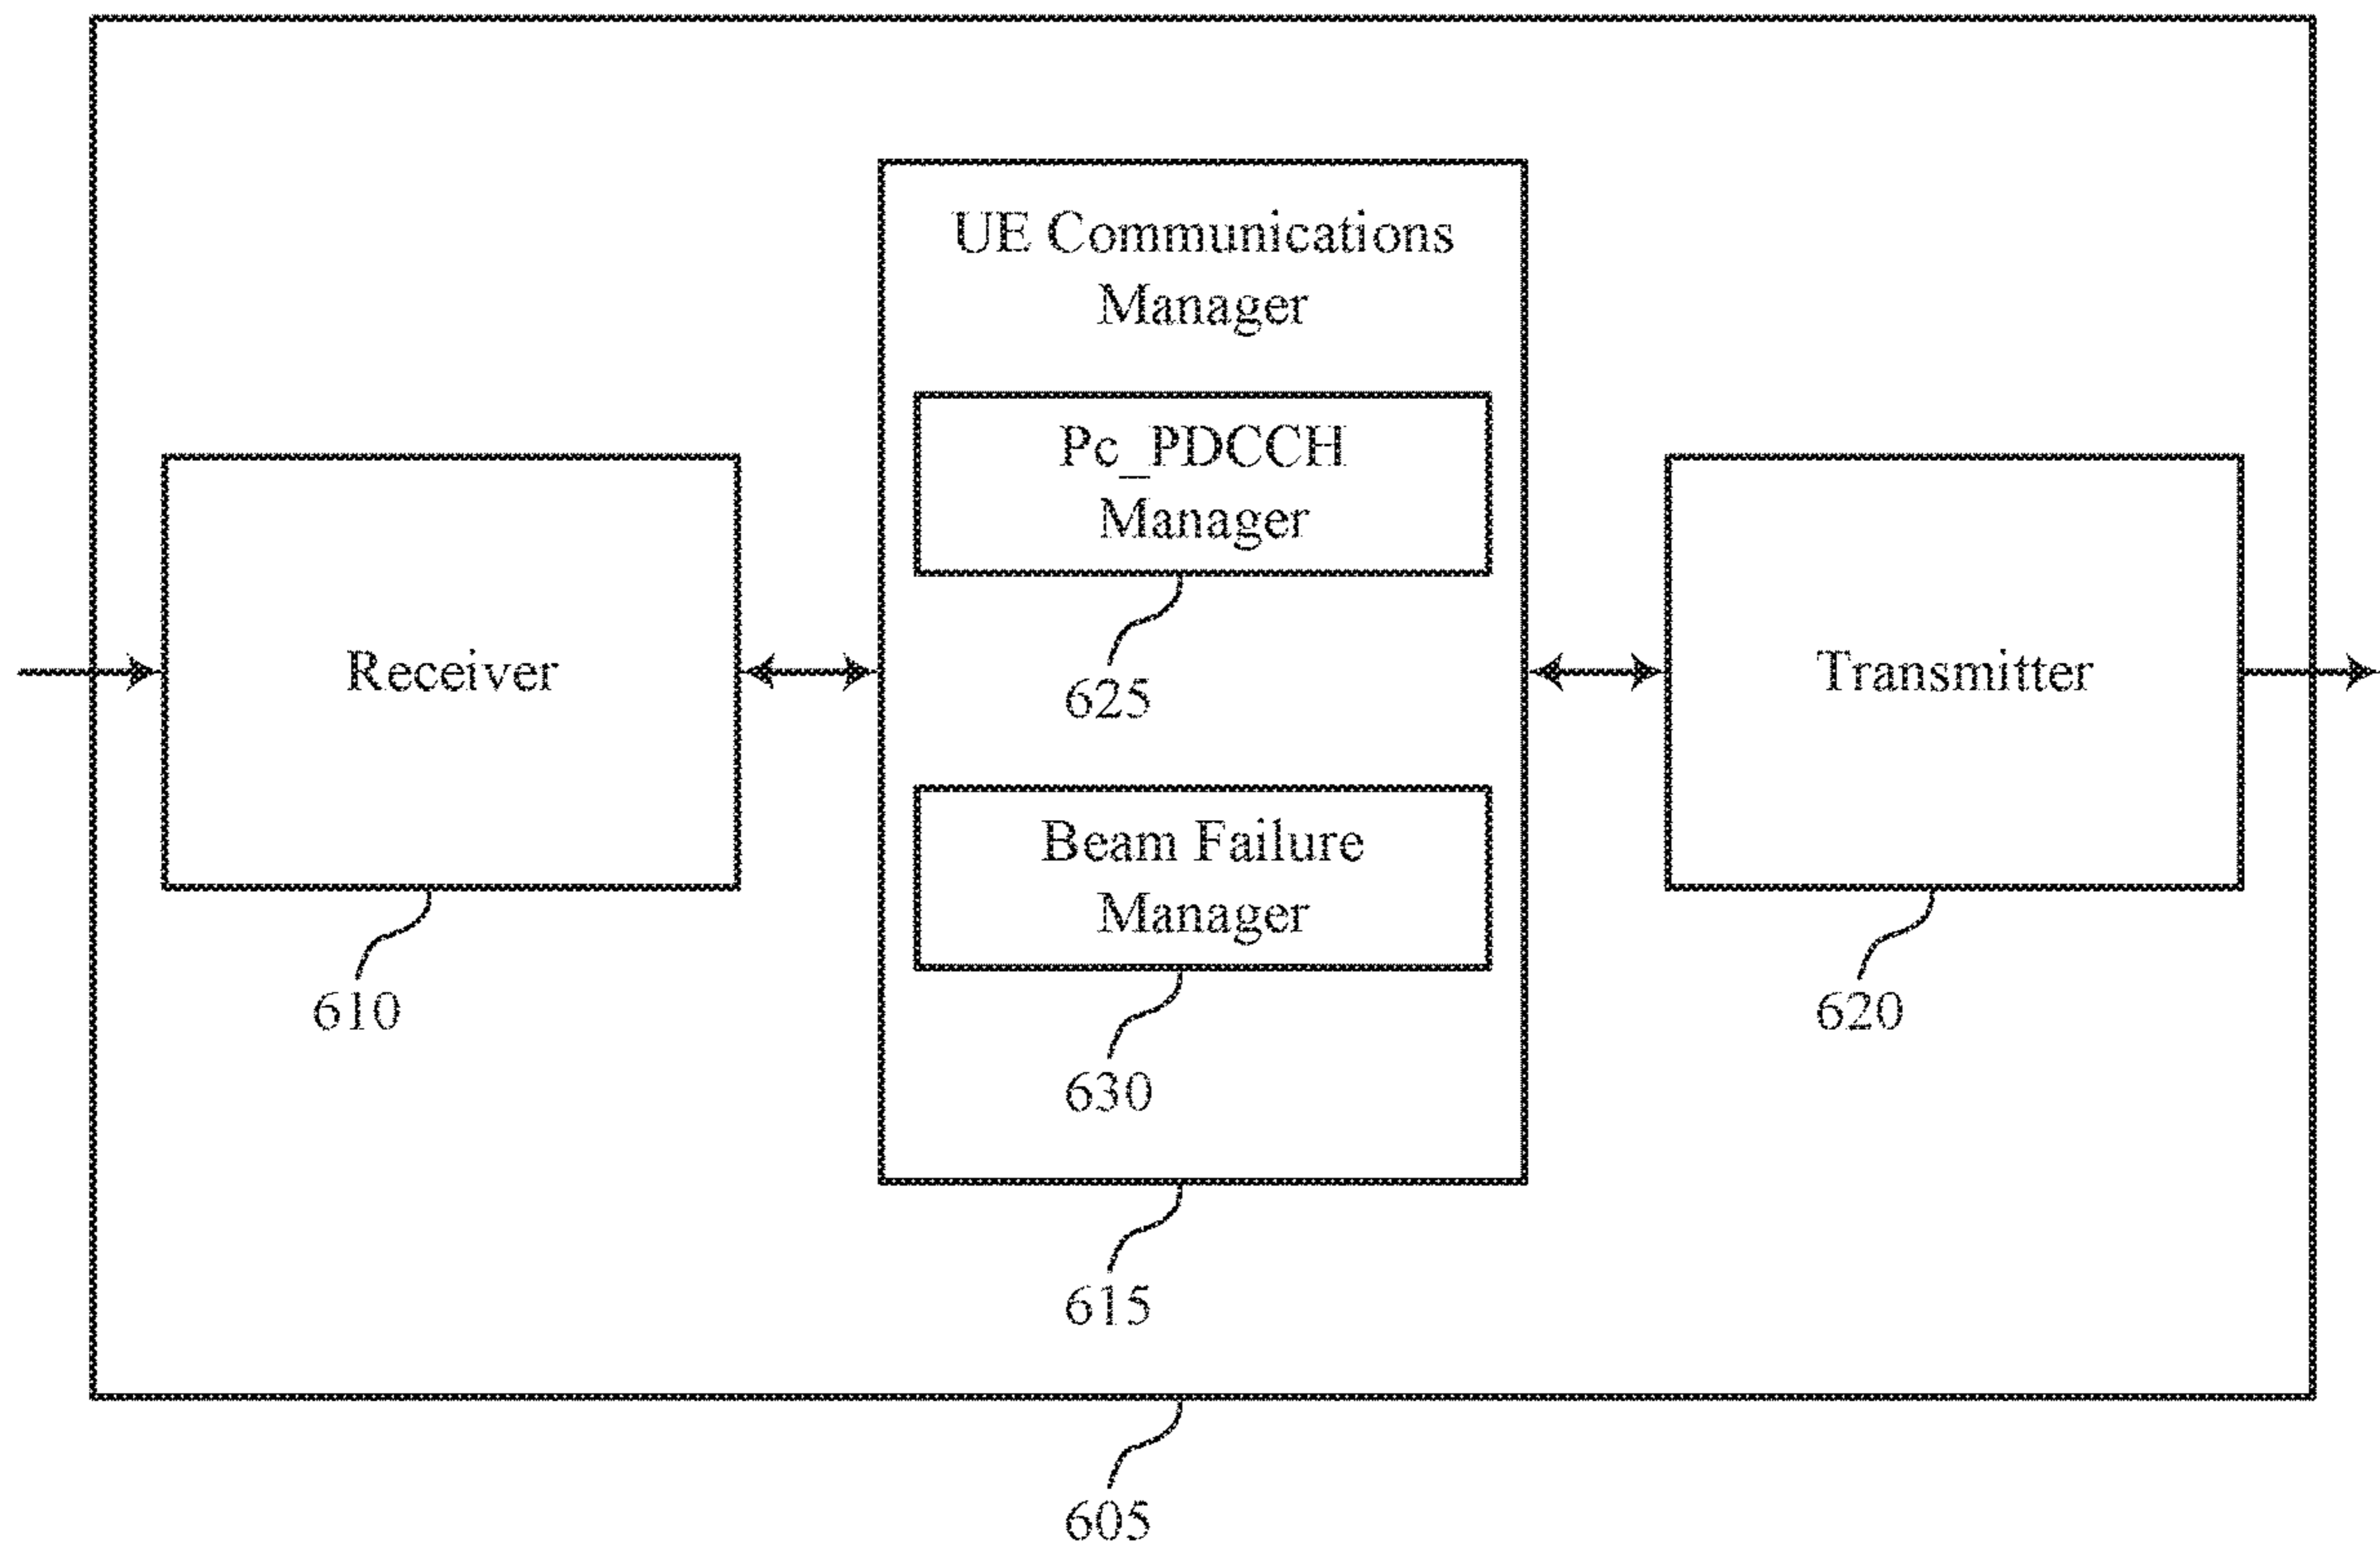 UE Communications
Manager
Pc_PDCCH
Manager
Receiver
Transmitter
625
Beam Failure
Manager
610
620
630
615
605